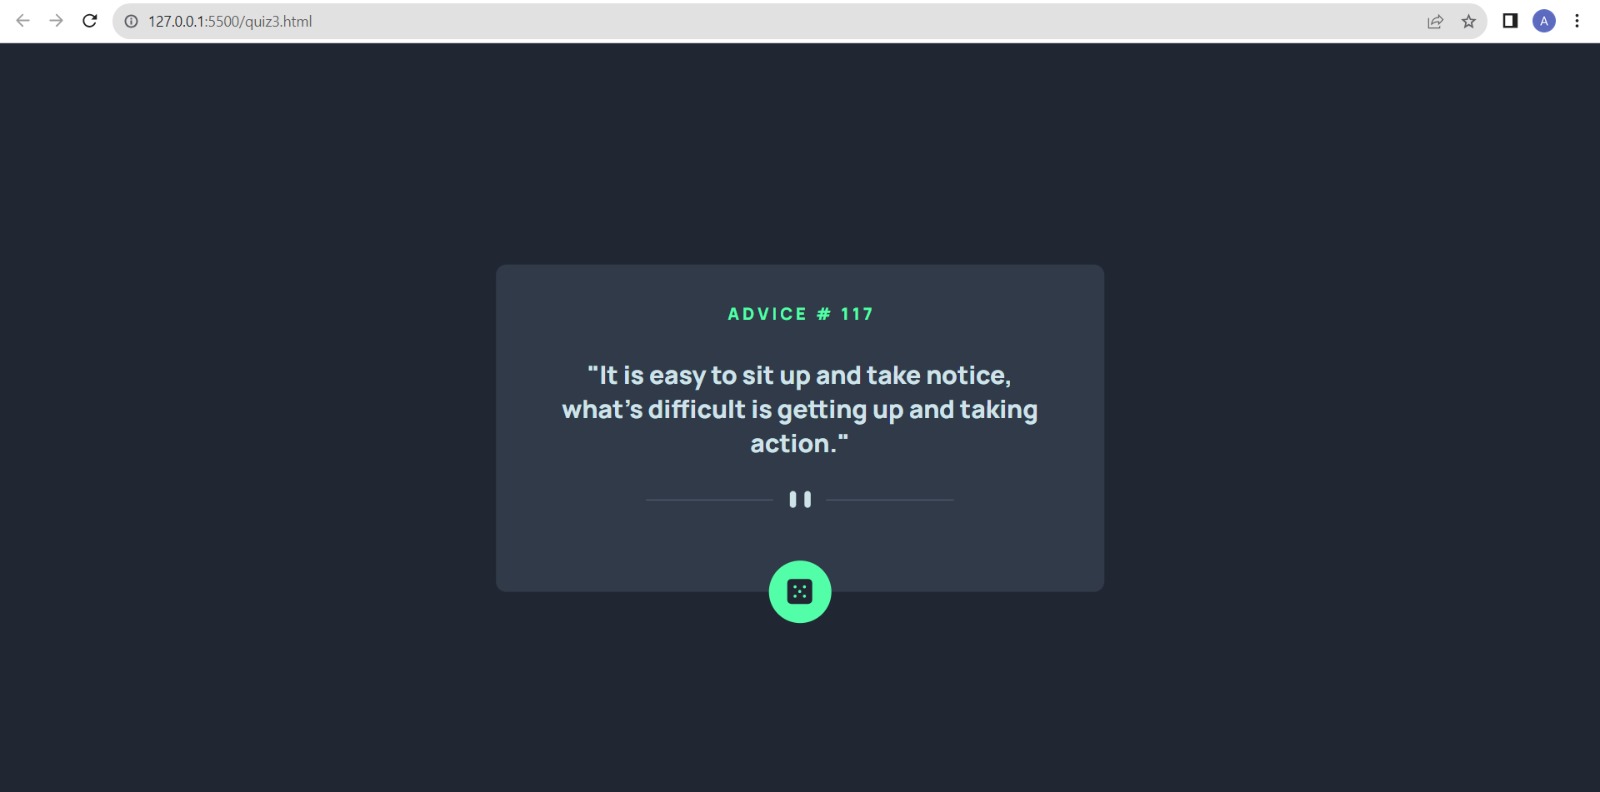 127.0.0.1:5500/quiz3.html
A
ADVICE # 117
"It is easy to sit up and take notice,
what's difficult is getting up and taking
action."